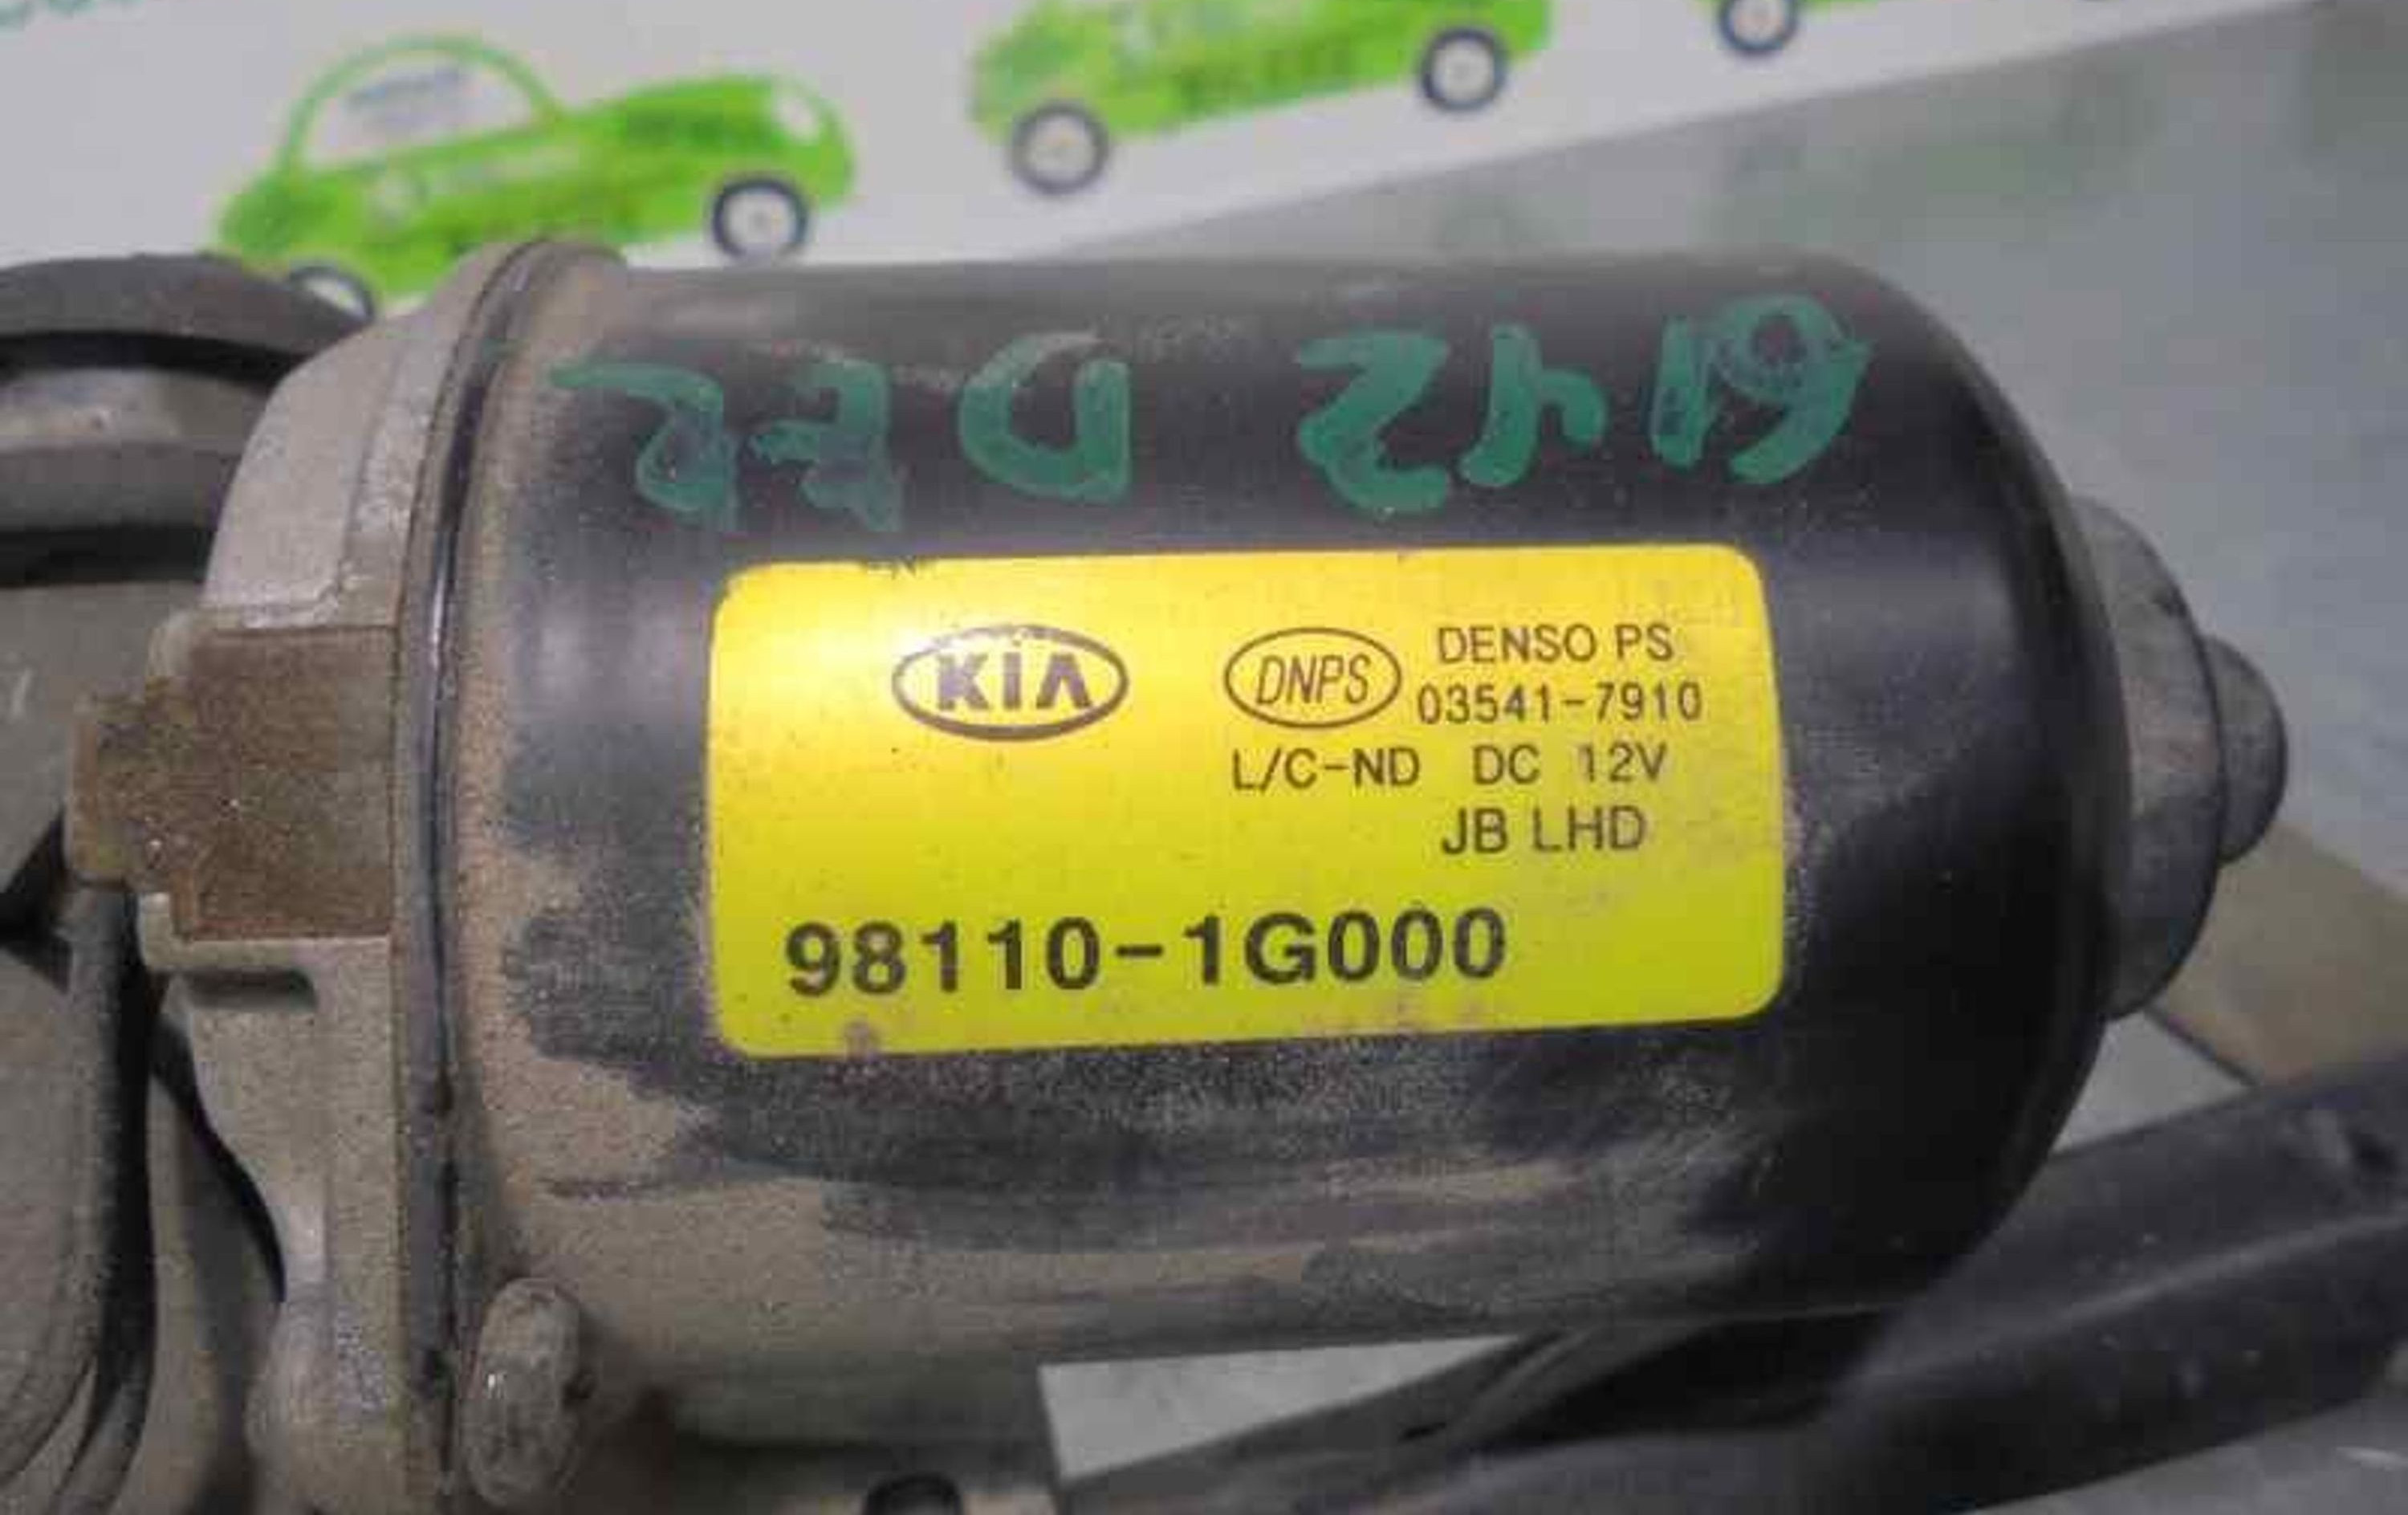 KIA
DNPS
DENSO PS
03541-7910
L/C-ND DC 12V
JB LHD
98110-1G000